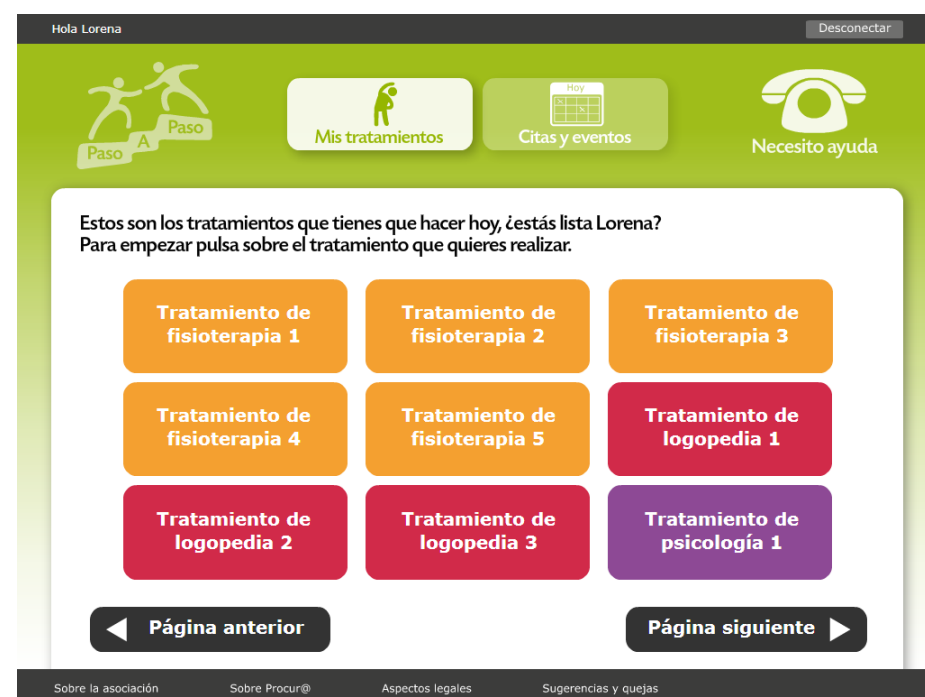 Hola Lorena
Desconectar
Paso
A
Paso
Mis tratamientos
Hoy
Citas y eventos
Necesito ayuda
Estos son los tratamientos que tienes que hacer hoy, ¿estás lista Lorena?
Para empezar pulsa sobre el tratamiento que quieres realizar.
Tratamiento de
fisioterapia 1
Tratamiento de
fisioterapia 2
Tratamiento de
fisioterapia 3
Tratamiento de
fisioterapia 4
Tratamiento de
fisioterapia 5
Tratamiento de
logopedia 1
Tratamiento de
logopedia 2
Tratamiento de
logopedia 3
Tratamiento de
psicología 1
Página anterior
Página siguiente
Sobre la asociación
Sobre Procur@
Aspectos legales
Sugerencias y quejas